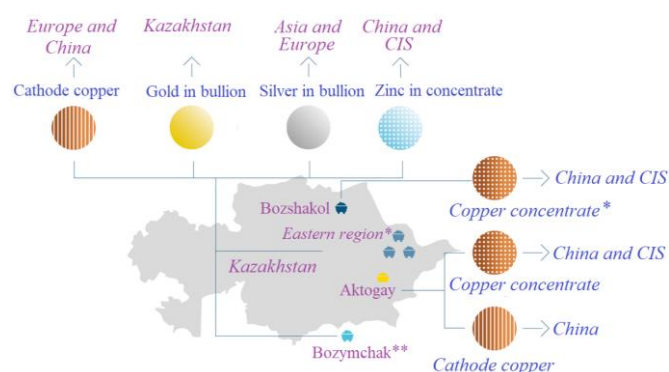 Europe and
China
Kazakhstan
Asia and
Europe
China and
CIS
Cathode copper
Gold in bullion
Silver in bullion
Zinc in concentrate
Bozshakol
China and CIS
Copper concentrate*
Eastern region*
Kazakhstan
China and CIS
Copper concentrate
Aktogay
China
Bozymchak**
Cathode copper